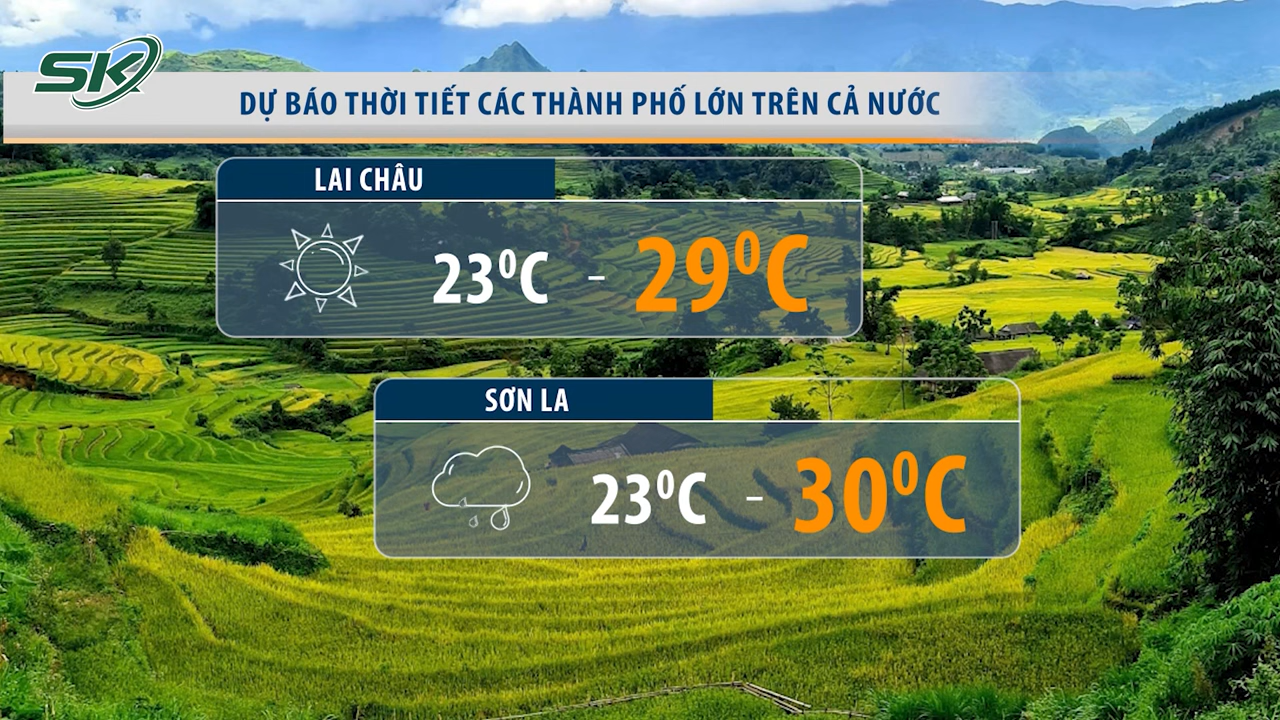 SK
DỰ BÁO THỜI TIẾT CÁC THÀNH PHỐ LỚN TRÊN CẢ NƯỚC
LAI CHÂU
23⁰C - 29⁰C
SƠN LA
23⁰C - 30⁰C